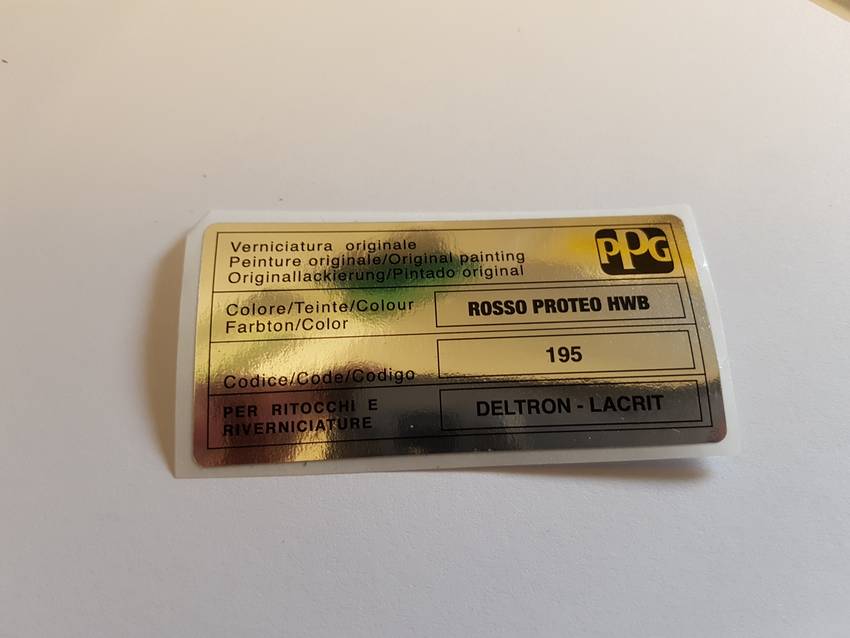 Verniciatura originale
Peinture originale/Original painting
Originallackierung/Pintado original
PPG
Colore/Teinte/Colour
Farbton/Color
ROSSO PROTEO HWB
Codice/Code/Codigo
195
PER RITOCCHI E
RIVERNICIATURE
DELTRON - LACRIT